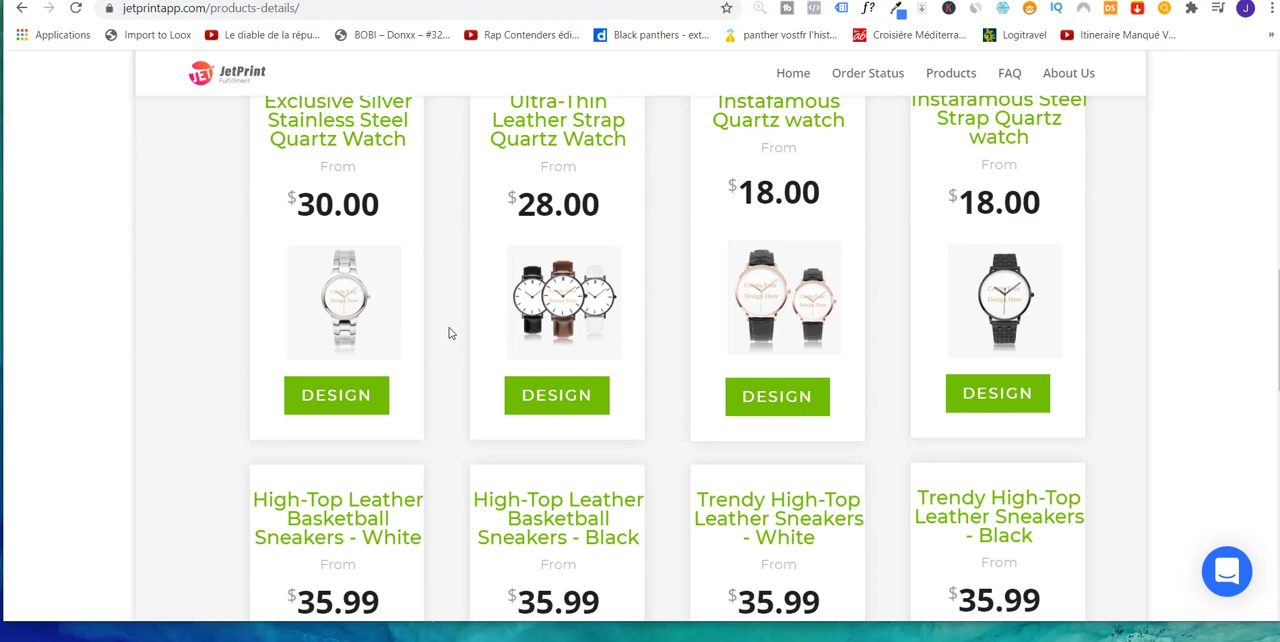 jetprintapp.com/products-details/
Applications Import to Loox Le diable de la répu... BOBI – Donxx – #32... Rap Contenders édi... Black panthers - ext... panther vostfr l'hist... Croisière Méditerra... Logitravel Itineraire Manqué V... »
JET JetPrint
Fulfillment
Home Order Status Products FAQ About Us
Exclusive Silver
Stainless Steel
Quartz Watch
From
$30.00
DESIGN
Ultra-Thin
Leather Strap
Quartz Watch
From
$28.00
DESIGN
Instafamous
Quartz watch
From
$18.00
DESIGN
Instafamous Steel
Strap Quartz
watch
From
$18.00
DESIGN
High-Top Leather
Basketball
Sneakers - White
From
$35.99
High-Top Leather
Basketball
Sneakers - Black
From
$35.99
Trendy High-Top
Leather Sneakers
- White
From
$35.99
Trendy High-Top
Leather Sneakers
- Black
From
$35.99